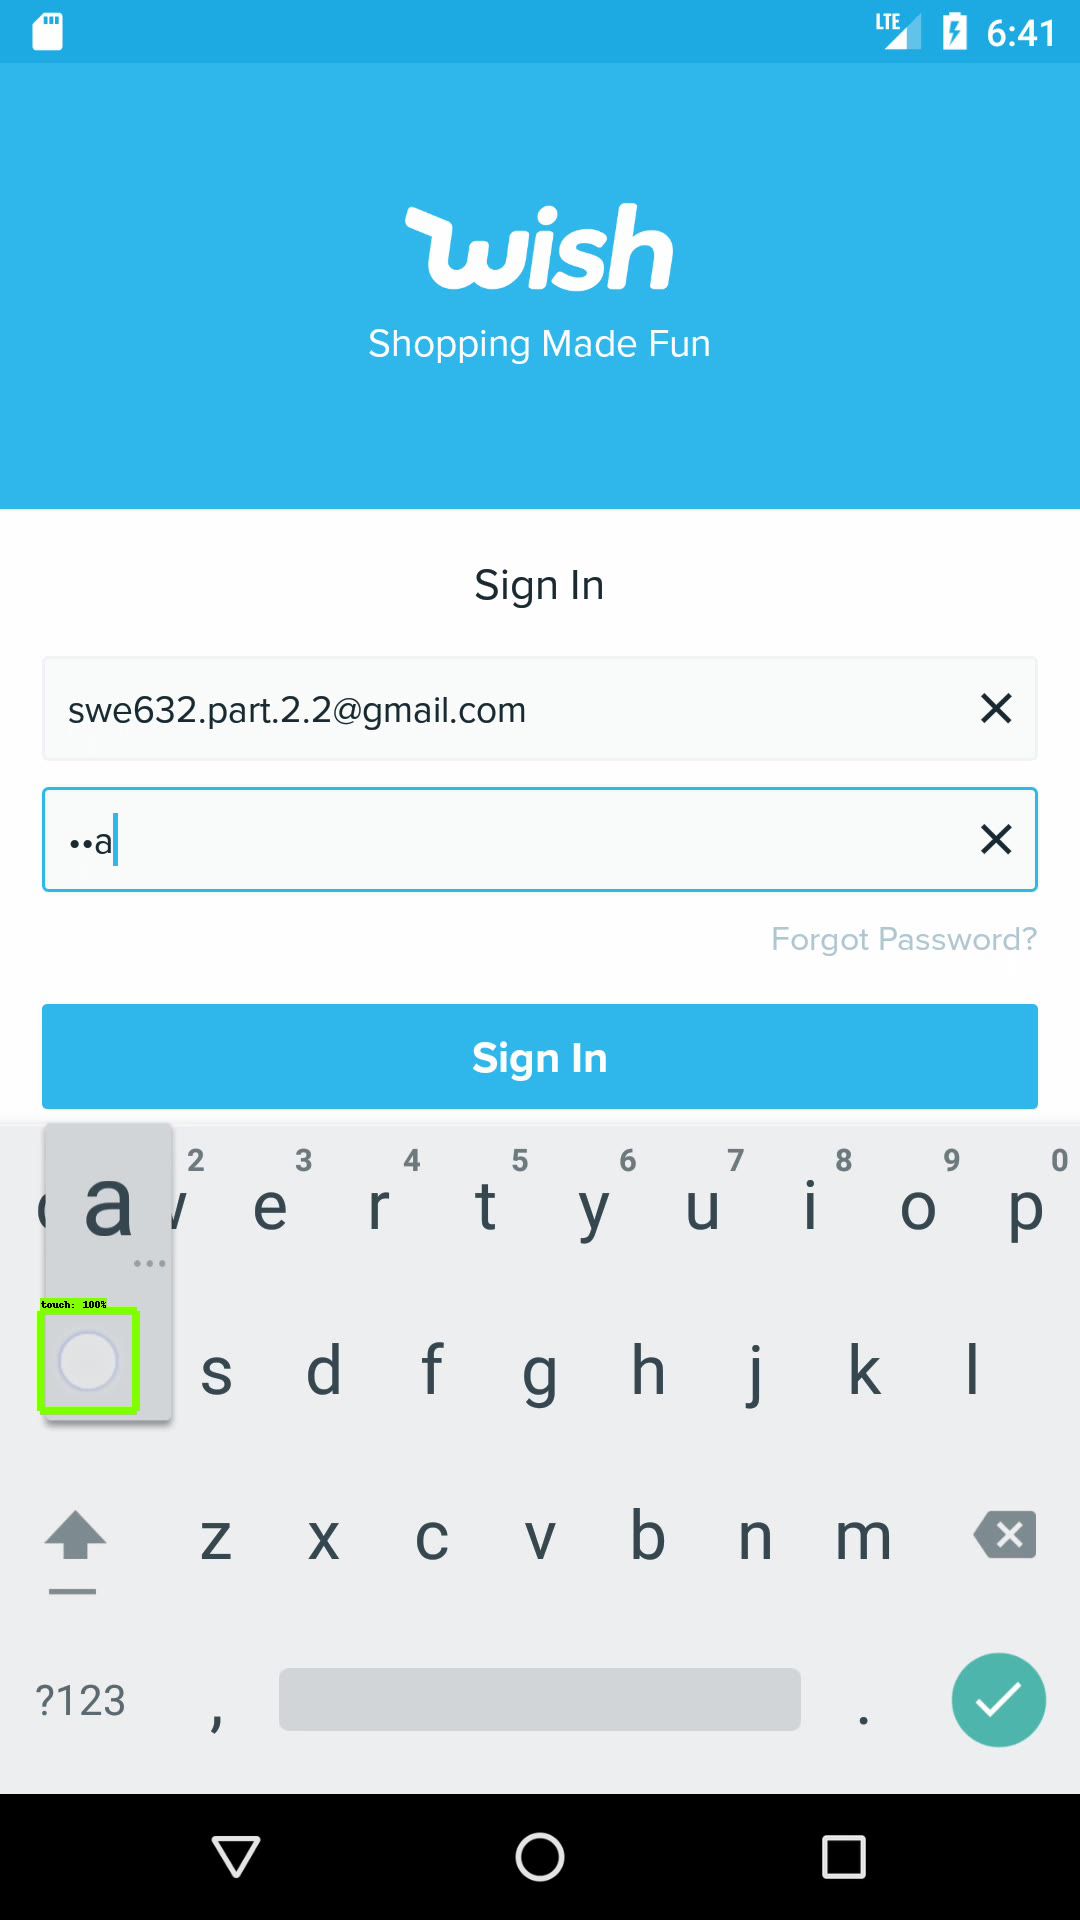 LTE 6:41
wish
Shopping Made Fun
Sign In
swe632.part.2.2@gmail.com
••a
Forgot Password?
Sign In
2 3 4 5 6 7 8 9 0
a e r t y u i o p
touch: 100%
s d f g h j k l
z x c v b n m
?123 , .